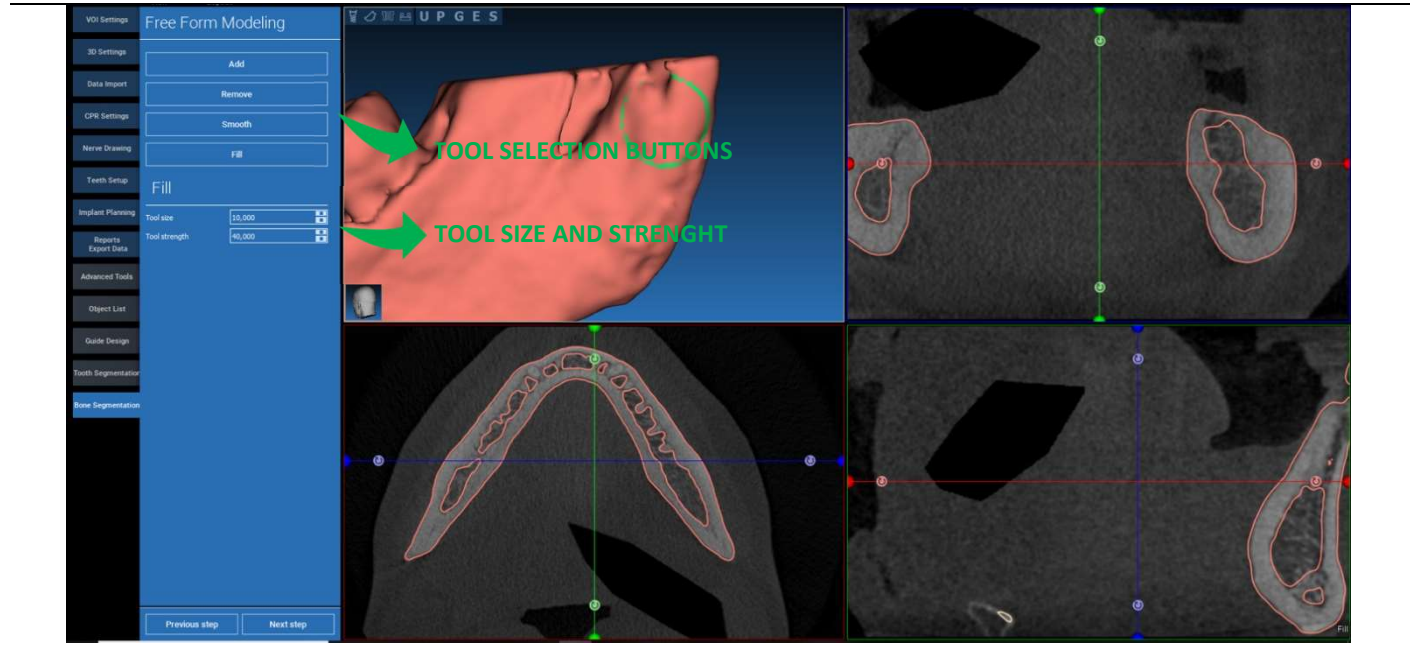 VOI Settings
3D Settings
Data Import
CPR Settings
Nerve Drawing
Teeth Setup
Implant Planning
Reports
Export Data
Advanced Tools
Object List
Guide Design
Tooth Segmentation
Bone Segmentation
Free Form Modeling
Add
Remove
Smooth
Fill
Fill
Tool size 10,000
Tool strength 40,000
Previous step Next step
U P G E S
TOOL SELECTION BUTTONS
TOOL SIZE AND STRENGHT
Fill